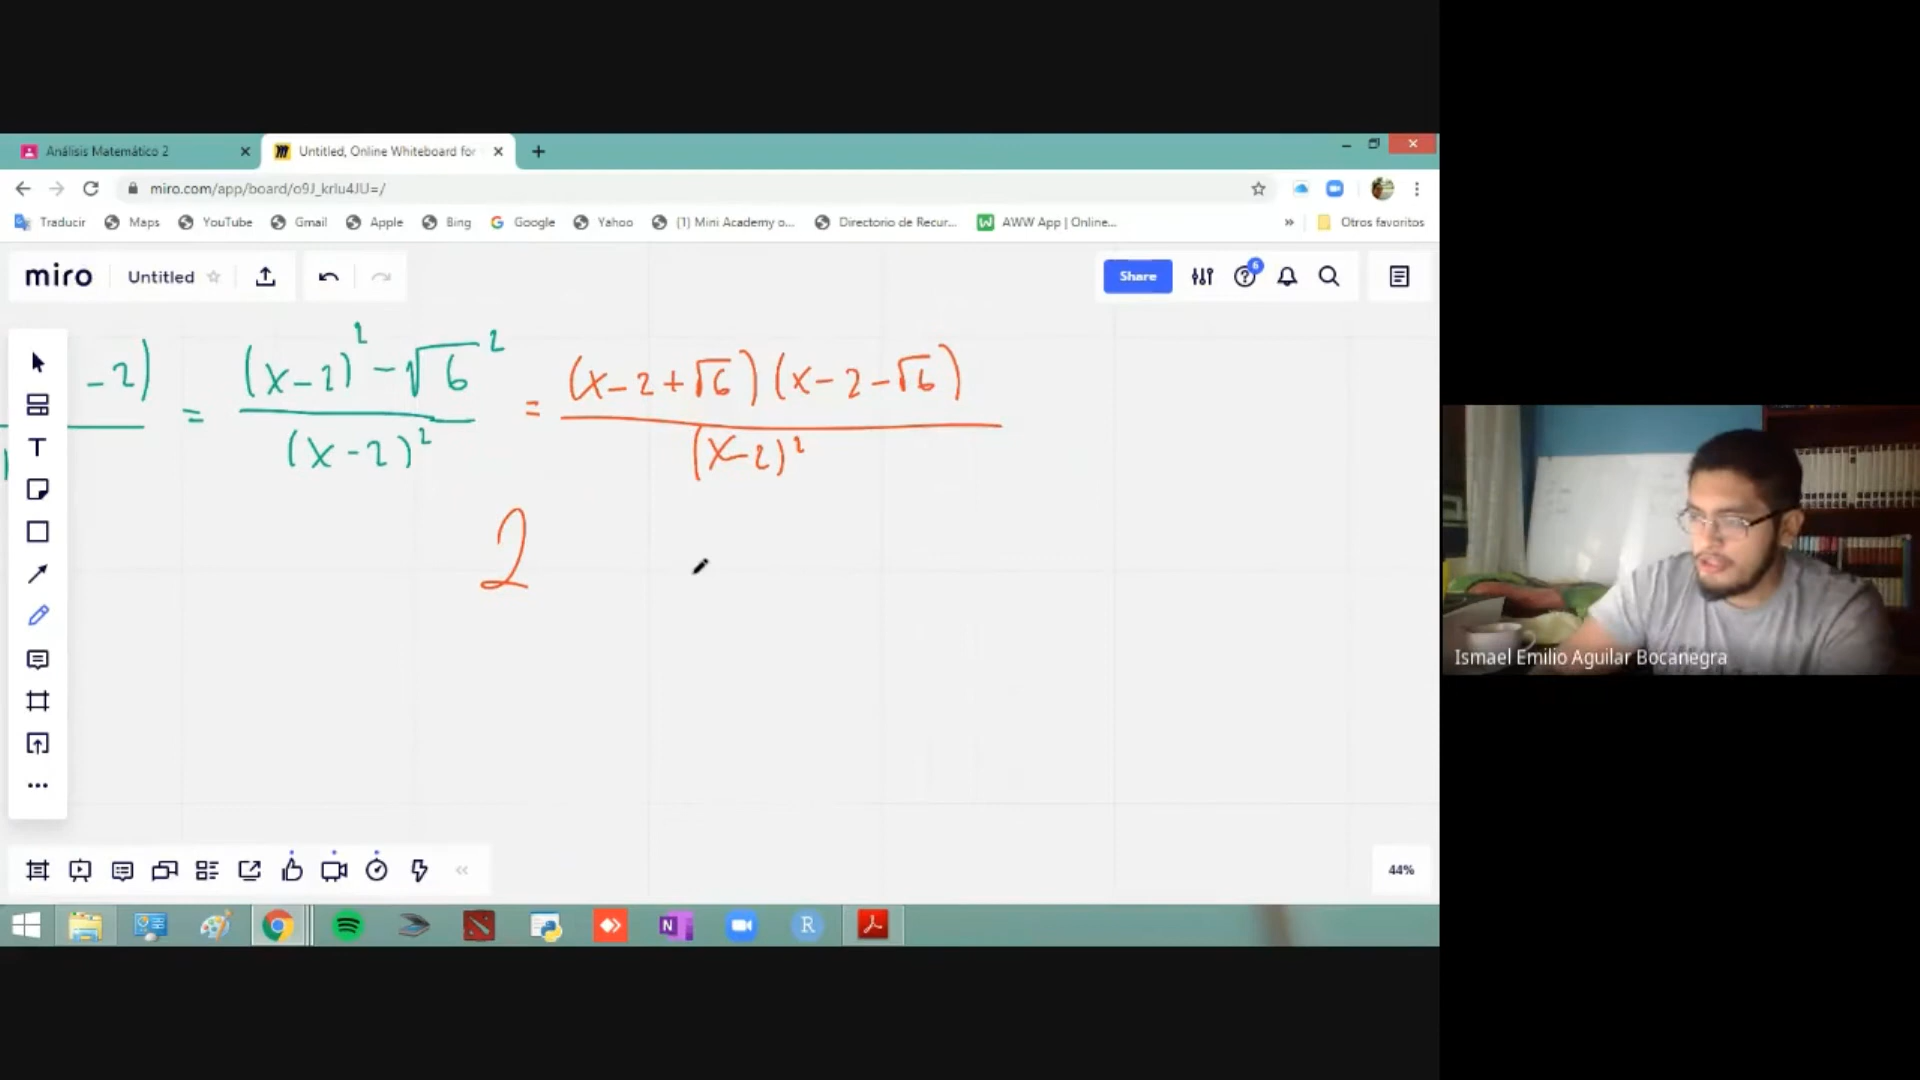 Análisis Matemático 2
Untitled, Online Whiteboard for
miro.com/app/board/o9J_krlu4JU=/
Traducir Maps YouTube Gmail Apple Bing Google Yahoo (1) Mini Academy o... Directorio de Recur... AWW App | Online... » Otros favoritos
miro Untitled Share 6
-2) = (x-2)² - √6² / (x-2)² = (x-2+√6)(x-2-√6) / (x-2)²
2
T
44%
N R
Ismael Emilio Aguilar Bocanegra